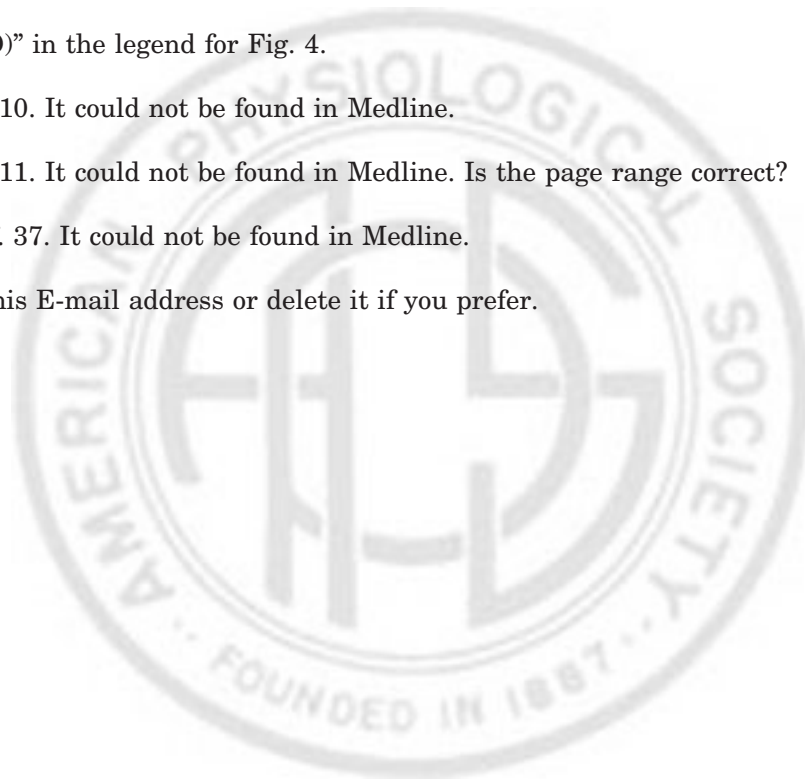 )” in the legend for Fig. 4.
10. It could not be found in Medline.
11. It could not be found in Medline. Is the page range correct?
. 37. It could not be found in Medline.
his E-mail address or delete it if you prefer.
AMERICAN PHYSIOLOGICAL SOCIETY
FOUNDED IN 1887